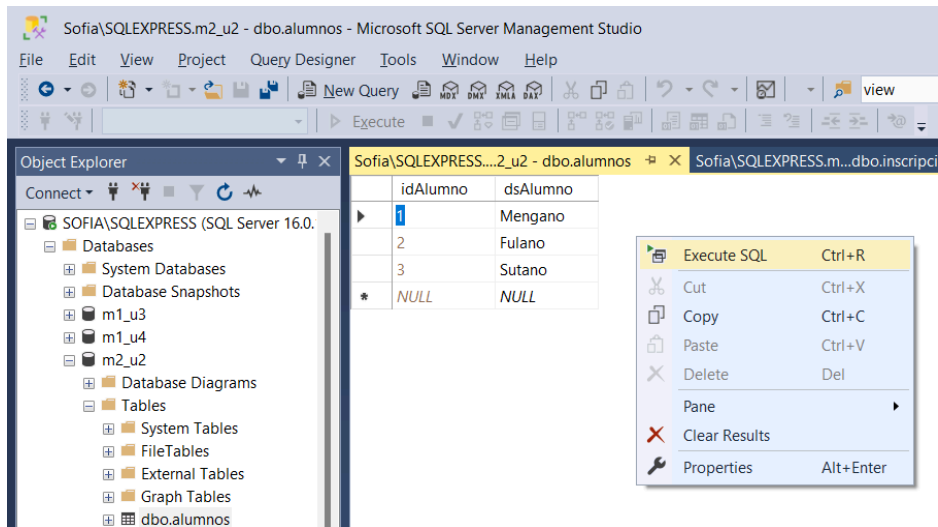 Sofia\SQLEXPRESS.m2_u2 - dbo.alumnos - Microsoft SQL Server Management Studio
File Edit View Project Query Designer Tools Window Help
New Query MDX DMX XMLA DAX view
Execute
Object Explorer
Connect
SOFIA\SQLEXPRESS (SQL Server 16.0.
Databases
System Databases
Database Snapshots
m1_u3
m1_u4
m2_u2
Database Diagrams
Tables
System Tables
FileTables
External Tables
Graph Tables
dbo.alumnos
Sofia\SQLEXPRESS....2_u2 - dbo.alumnos Sofia\SQLEXPRESS.m...dbo.inscripci
idAlumno dsAlumno
1 Mengano
2 Fulano
3 Sutano
NULL NULL
Execute SQL Ctrl+R
Cut Ctrl+X
Copy Ctrl+C
Paste Ctrl+V
Delete Del
Pane
Clear Results
Properties Alt+Enter